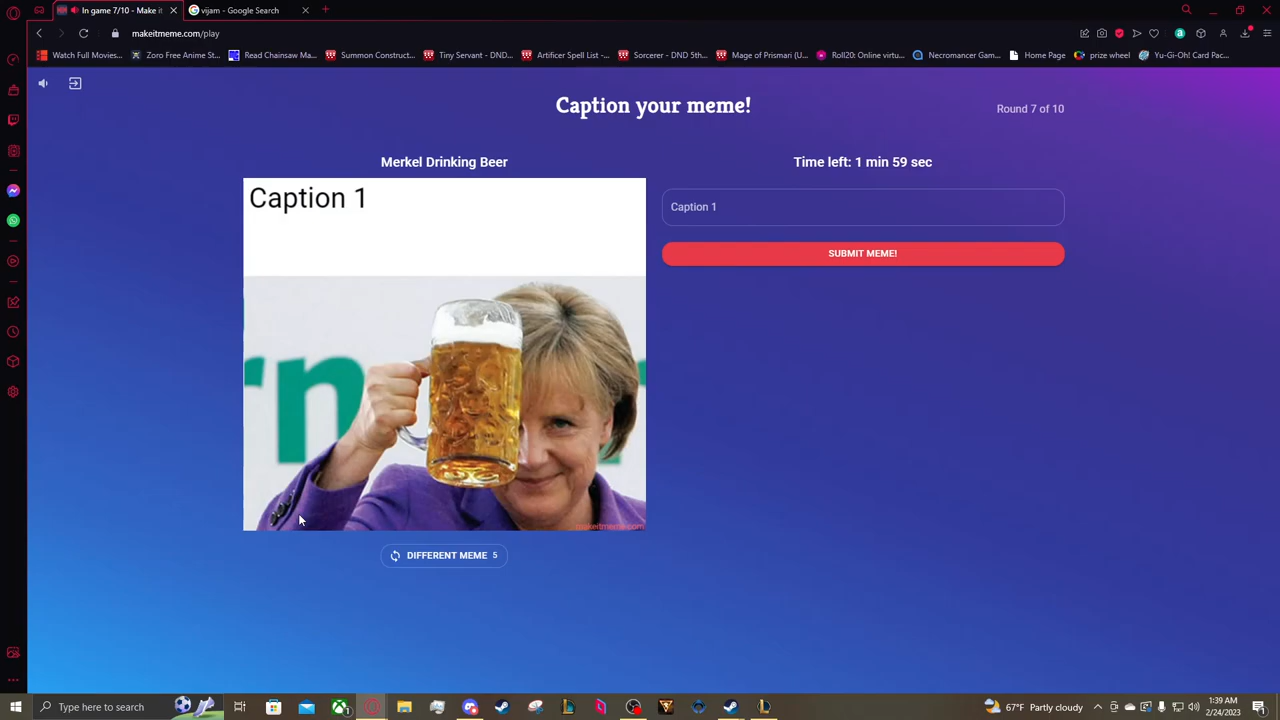 In game 7/10 - Make it
vijam - Google Search
makeitmeme.com/play
Watch Full Movies...
Zoro Free Anime St...
Read Chainsaw Ma...
Summon Construct...
Tiny Servant - DND...
Artificer Spell List -...
Sorcerer - DND 5th...
Mage of Prismari (U...
Roll20: Online virtu...
Necromancer Gam...
Home Page
prize wheel
Yu-Gi-Oh! Card Pac...
Caption your meme!
Round 7 of 10
Merkel Drinking Beer
Time left: 1 min 59 sec
Caption 1
Caption 1
SUBMIT MEME!
makeitmeme.com
DIFFERENT MEME 5
Type here to search
67°F Partly cloudy
1:39 AM
2/24/2023